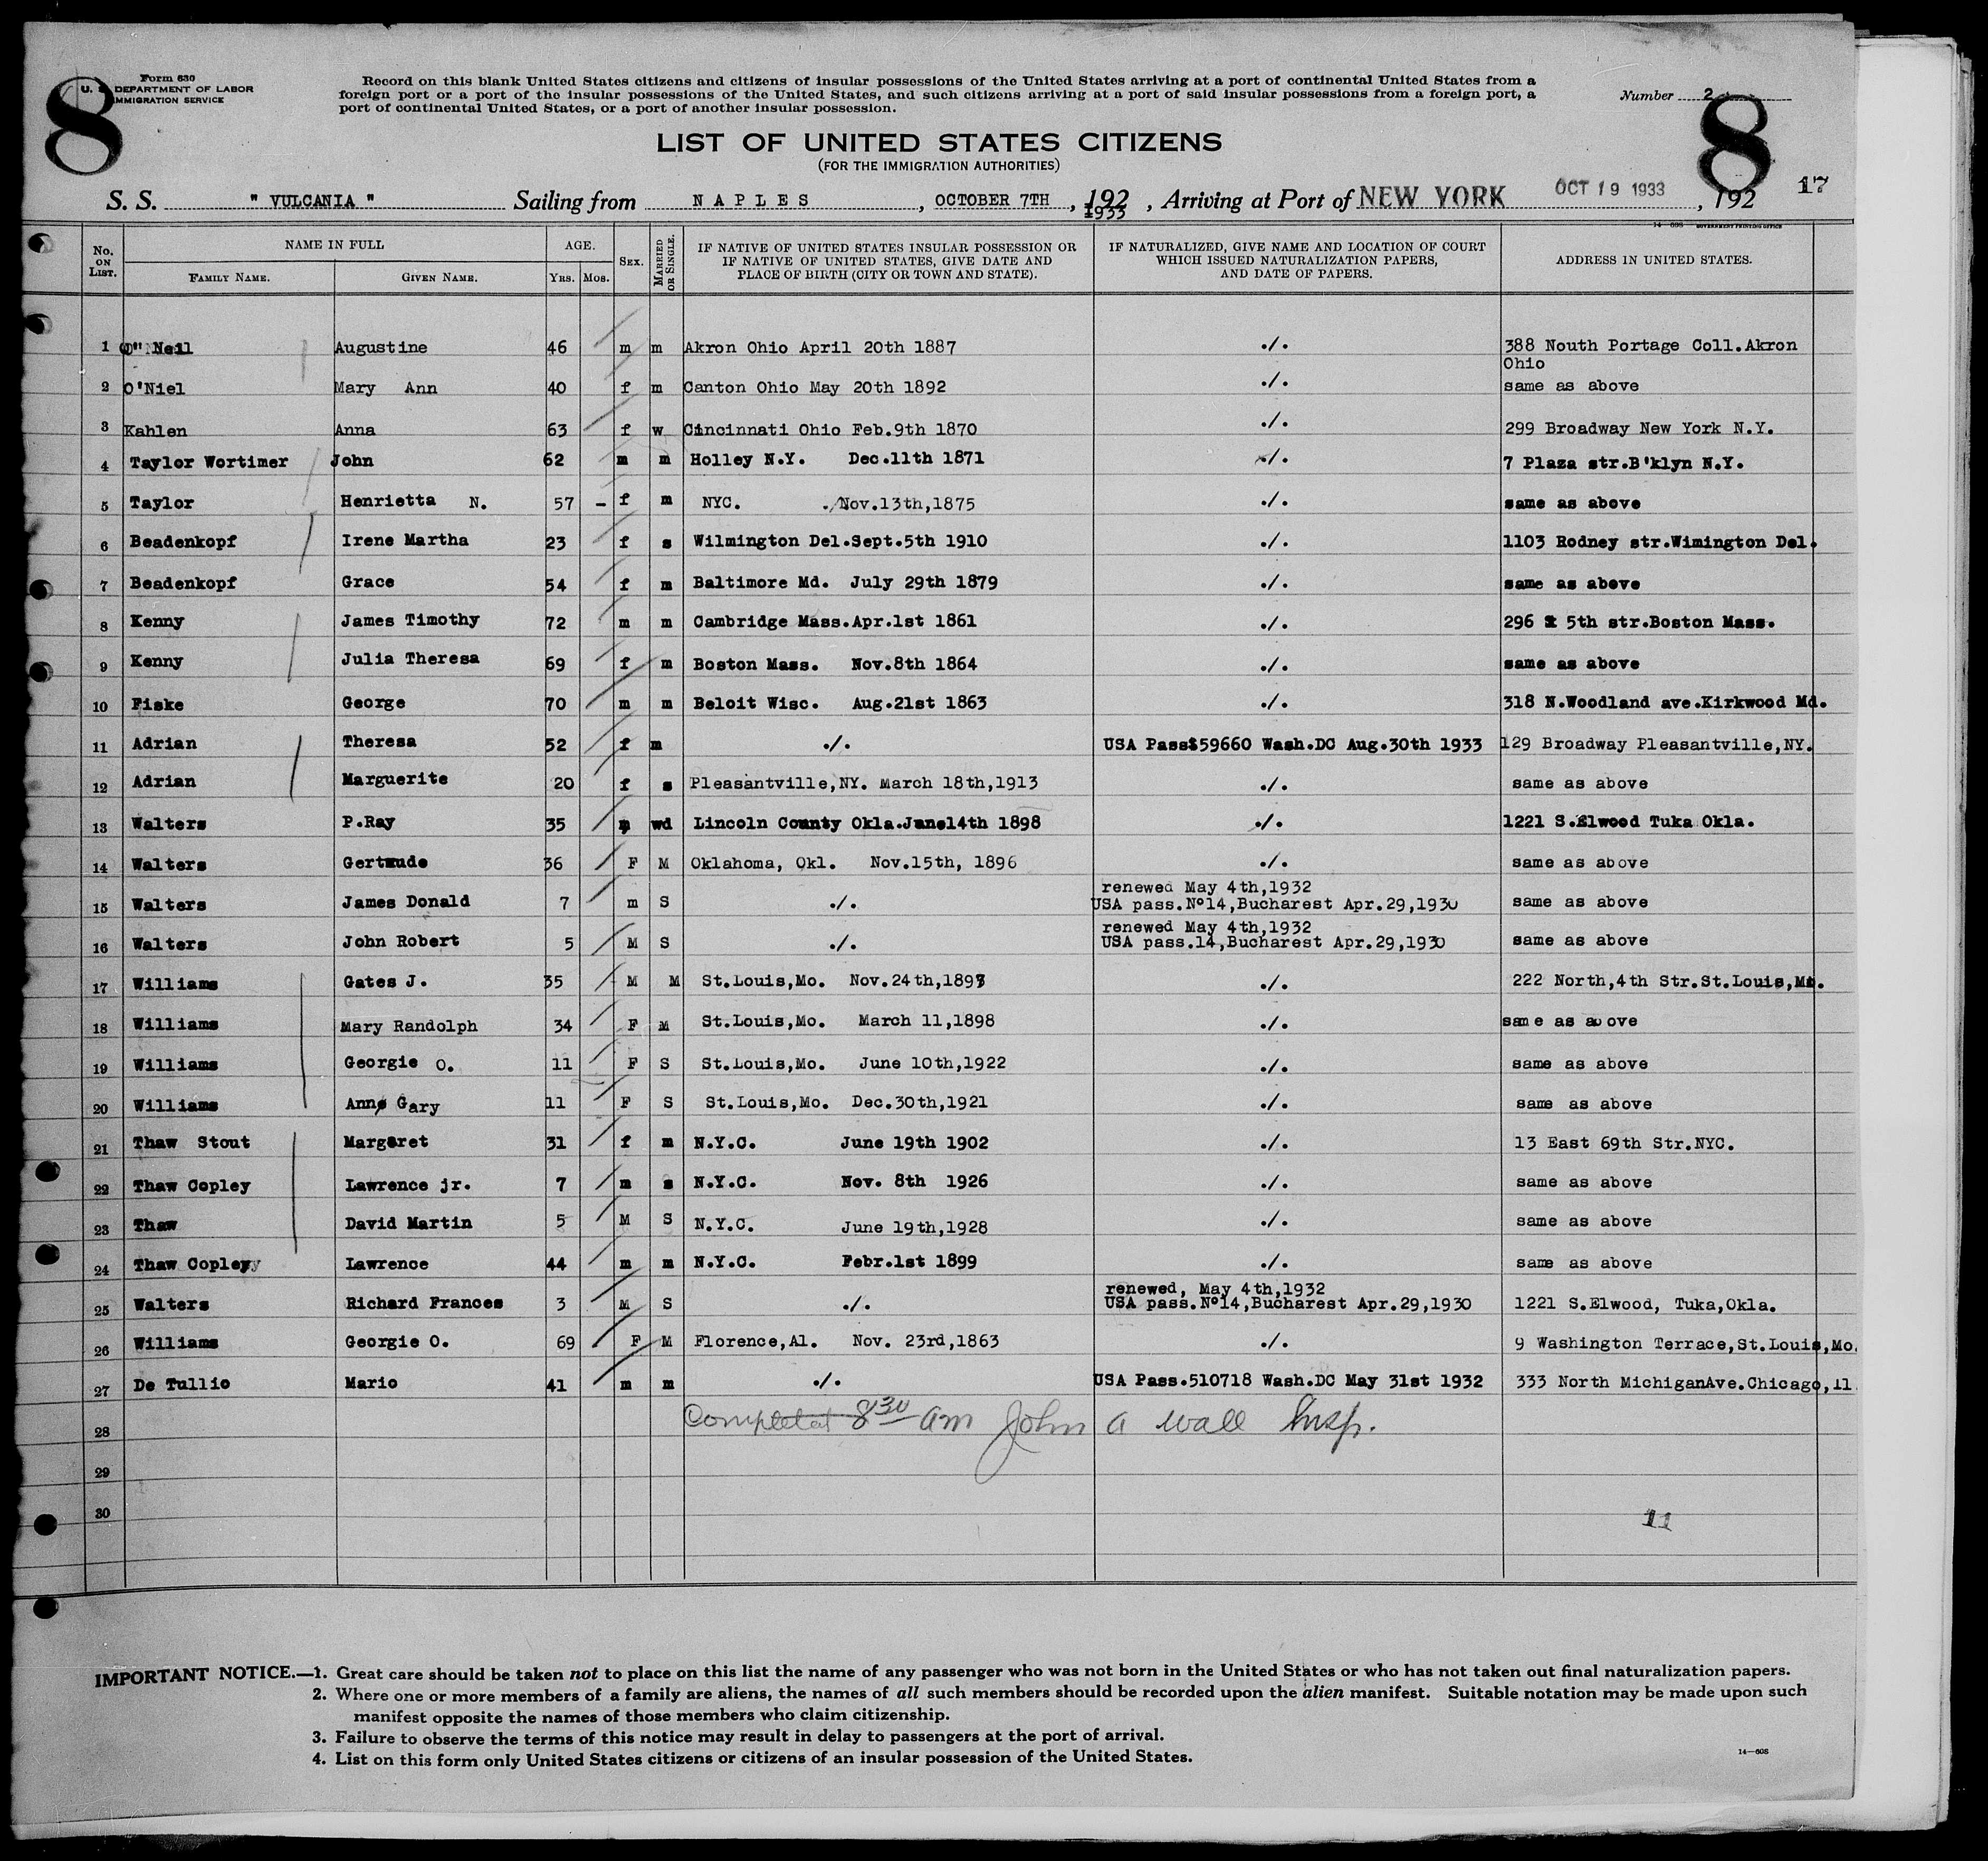 8
Form 630
U. S. DEPARTMENT OF LABOR
IMMIGRATION SERVICE
Record on this blank United States citizens and citizens of insular possessions of the United States arriving at a port of continental United States from a
foreign port or a port of the insular possessions of the United States, and such citizens arriving at a port of said insular possessions from a foreign port, a
port of continental United States, or a port of another insular possession.
Number 2
8
LIST OF UNITED STATES CITIZENS
(FOR THE IMMIGRATION AUTHORITIES)
17
S. S. " VULCANIA " Sailing from NAPLES, OCTOBER 7TH, 192 1933, Arriving at Port of NEW YORK OCT 19 1933, 192
14—608 GOVERNMENT PRINTING OFFICE
No. ON LIST. NAME IN FULL FAMILY NAME. GIVEN NAME. AGE. YRS. MOS. SEX. MARRIED OR SINGLE. IF NATIVE OF UNITED STATES INSULAR POSSESSION OR IF NATIVE OF UNITED STATES, GIVE DATE AND PLACE OF BIRTH (CITY OR TOWN AND STATE). IF NATURALIZED, GIVE NAME AND LOCATION OF COURT WHICH ISSUED NATURALIZATION PAPERS, AND DATE OF PAPERS. ADDRESS IN UNITED STATES.
1 O" Neil Augustine 46 m m Akron Ohio April 20th 1887 ./. 388 Nouth Portage Coll.Akron
Ohio
2 O'Niel Mary Ann 40 f m Canton Ohio May 20th 1892 ./. same as above
3 Kahlen Anna 63 f w Cincinnati Ohio Feb.9th 1870 ./. 299 Broadway New York N.Y.
4 Taylor Wortimer John 62 m m Holley N.Y. Dec.11th 1871 ./. 7 Plaza str.B'klyn N.Y.
5 Taylor Henrietta N. 57 - f m NYC. ./Nov.13th,1875 ./. same as above
6 Beadenkopf Irene Martha 23 f s Wilmington Del.Sept.5th 1910 ./. 1103 Rodney str.Wimington Del.
7 Beadenkopf Grace 54 f m Baltimore Md. July 29th 1879 ./. same as above
8 Kenny James Timothy 72 m m Cambridge Mass.Apr.1st 1861 ./. 296 5th str.Boston Mass.
9 Kenny Julia Theresa 69 f m Boston Mass. Nov.8th 1864 ./. same as above
10 Fiske George 70 m m Beloit Wisc. Aug.21st 1863 ./. 318 N.Woodland ave.Kirkwood Md.
11 Adrian Theresa 52 f m ./. USA Pass$59660 Wash.DC Aug.30th 1933 129 Broadway Pleasantville,NY.
12 Adrian Marguerite 20 f s Pleasantville,NY. March 18th,1913 ./. same as above
13 Walters P.Ray 35 m wd Lincoln County Okla.June14th 1898 ./. 1221 S.Elwood Tuka Okla.
14 Walters Gertrude 36 F M Oklahoma, Okl. Nov.15th, 1896 ./. same as above
renewed May 4th,1932
15 Walters James Donald 7 m S ./. USA pass.Nº14,Bucharest Apr.29,1930 same as above
renewed May 4th,1932
16 Walters John Robert 5 M S ./. USA pass.14,Bucharest Apr.29,1930 same as above
17 Williams Gates J. 35 M M St.Louis,Mo. Nov.24th,1897 ./. 222 North,4th Str.St.Louis,Mo.
18 Williams Mary Randolph 34 F M St.Louis,Mo. March 11,1898 ./. same as above
19 Williams Georgie O. 11 F S St.Louis,Mo. June 10th,1922 ./. same as above
20 Williams Anne Gary 11 F S St.Louis,Mo. Dec.30th,1921 ./. same as above
21 Thaw Stout Margaret 31 f m N.Y.C. June 19th 1902 ./. 13 East 69th Str.NYC.
22 Thaw Copley Lawrence jr. 7 m s N.Y.C. Nov. 8th 1926 ./. same as above
23 Thaw David Martin 5 M S N.Y.C. June 19th,1928 ./. same as above
24 Thaw Copley Lawrence 44 m m N.Y.C. Febr.1st 1899 ./. same as above
renewed, May 4th,1932
25 Walters Richard Frances 3 M S ./. USA pass.Nº14,Bucharest Apr.29,1930 1221 S.Elwood, Tuka,Okla.
26 Williams Georgie O. 69 F M Florence,Al. Nov. 23rd,1863 ./. 9 Washington Terrace,St.Louis,Mo.
27 De Tullio Mario 41 m m ./. USA Pass.510718 Wash.DC May 31st 1932 333 North MichiganAve.Chicago,Il
28 Completed 8 30 am John A Wall Insp.
29
30
11
IMPORTANT NOTICE.—1. Great care should be taken not to place on this list the name of any passenger who was not born in the United States or who has not taken out final naturalization papers.
2. Where one or more members of a family are aliens, the names of all such members should be recorded upon the alien manifest. Suitable notation may be made upon such
manifest opposite the names of those members who claim citizenship.
3. Failure to observe the terms of this notice may result in delay to passengers at the port of arrival.
4. List on this form only United States citizens or citizens of an insular possession of the United States.
14—608